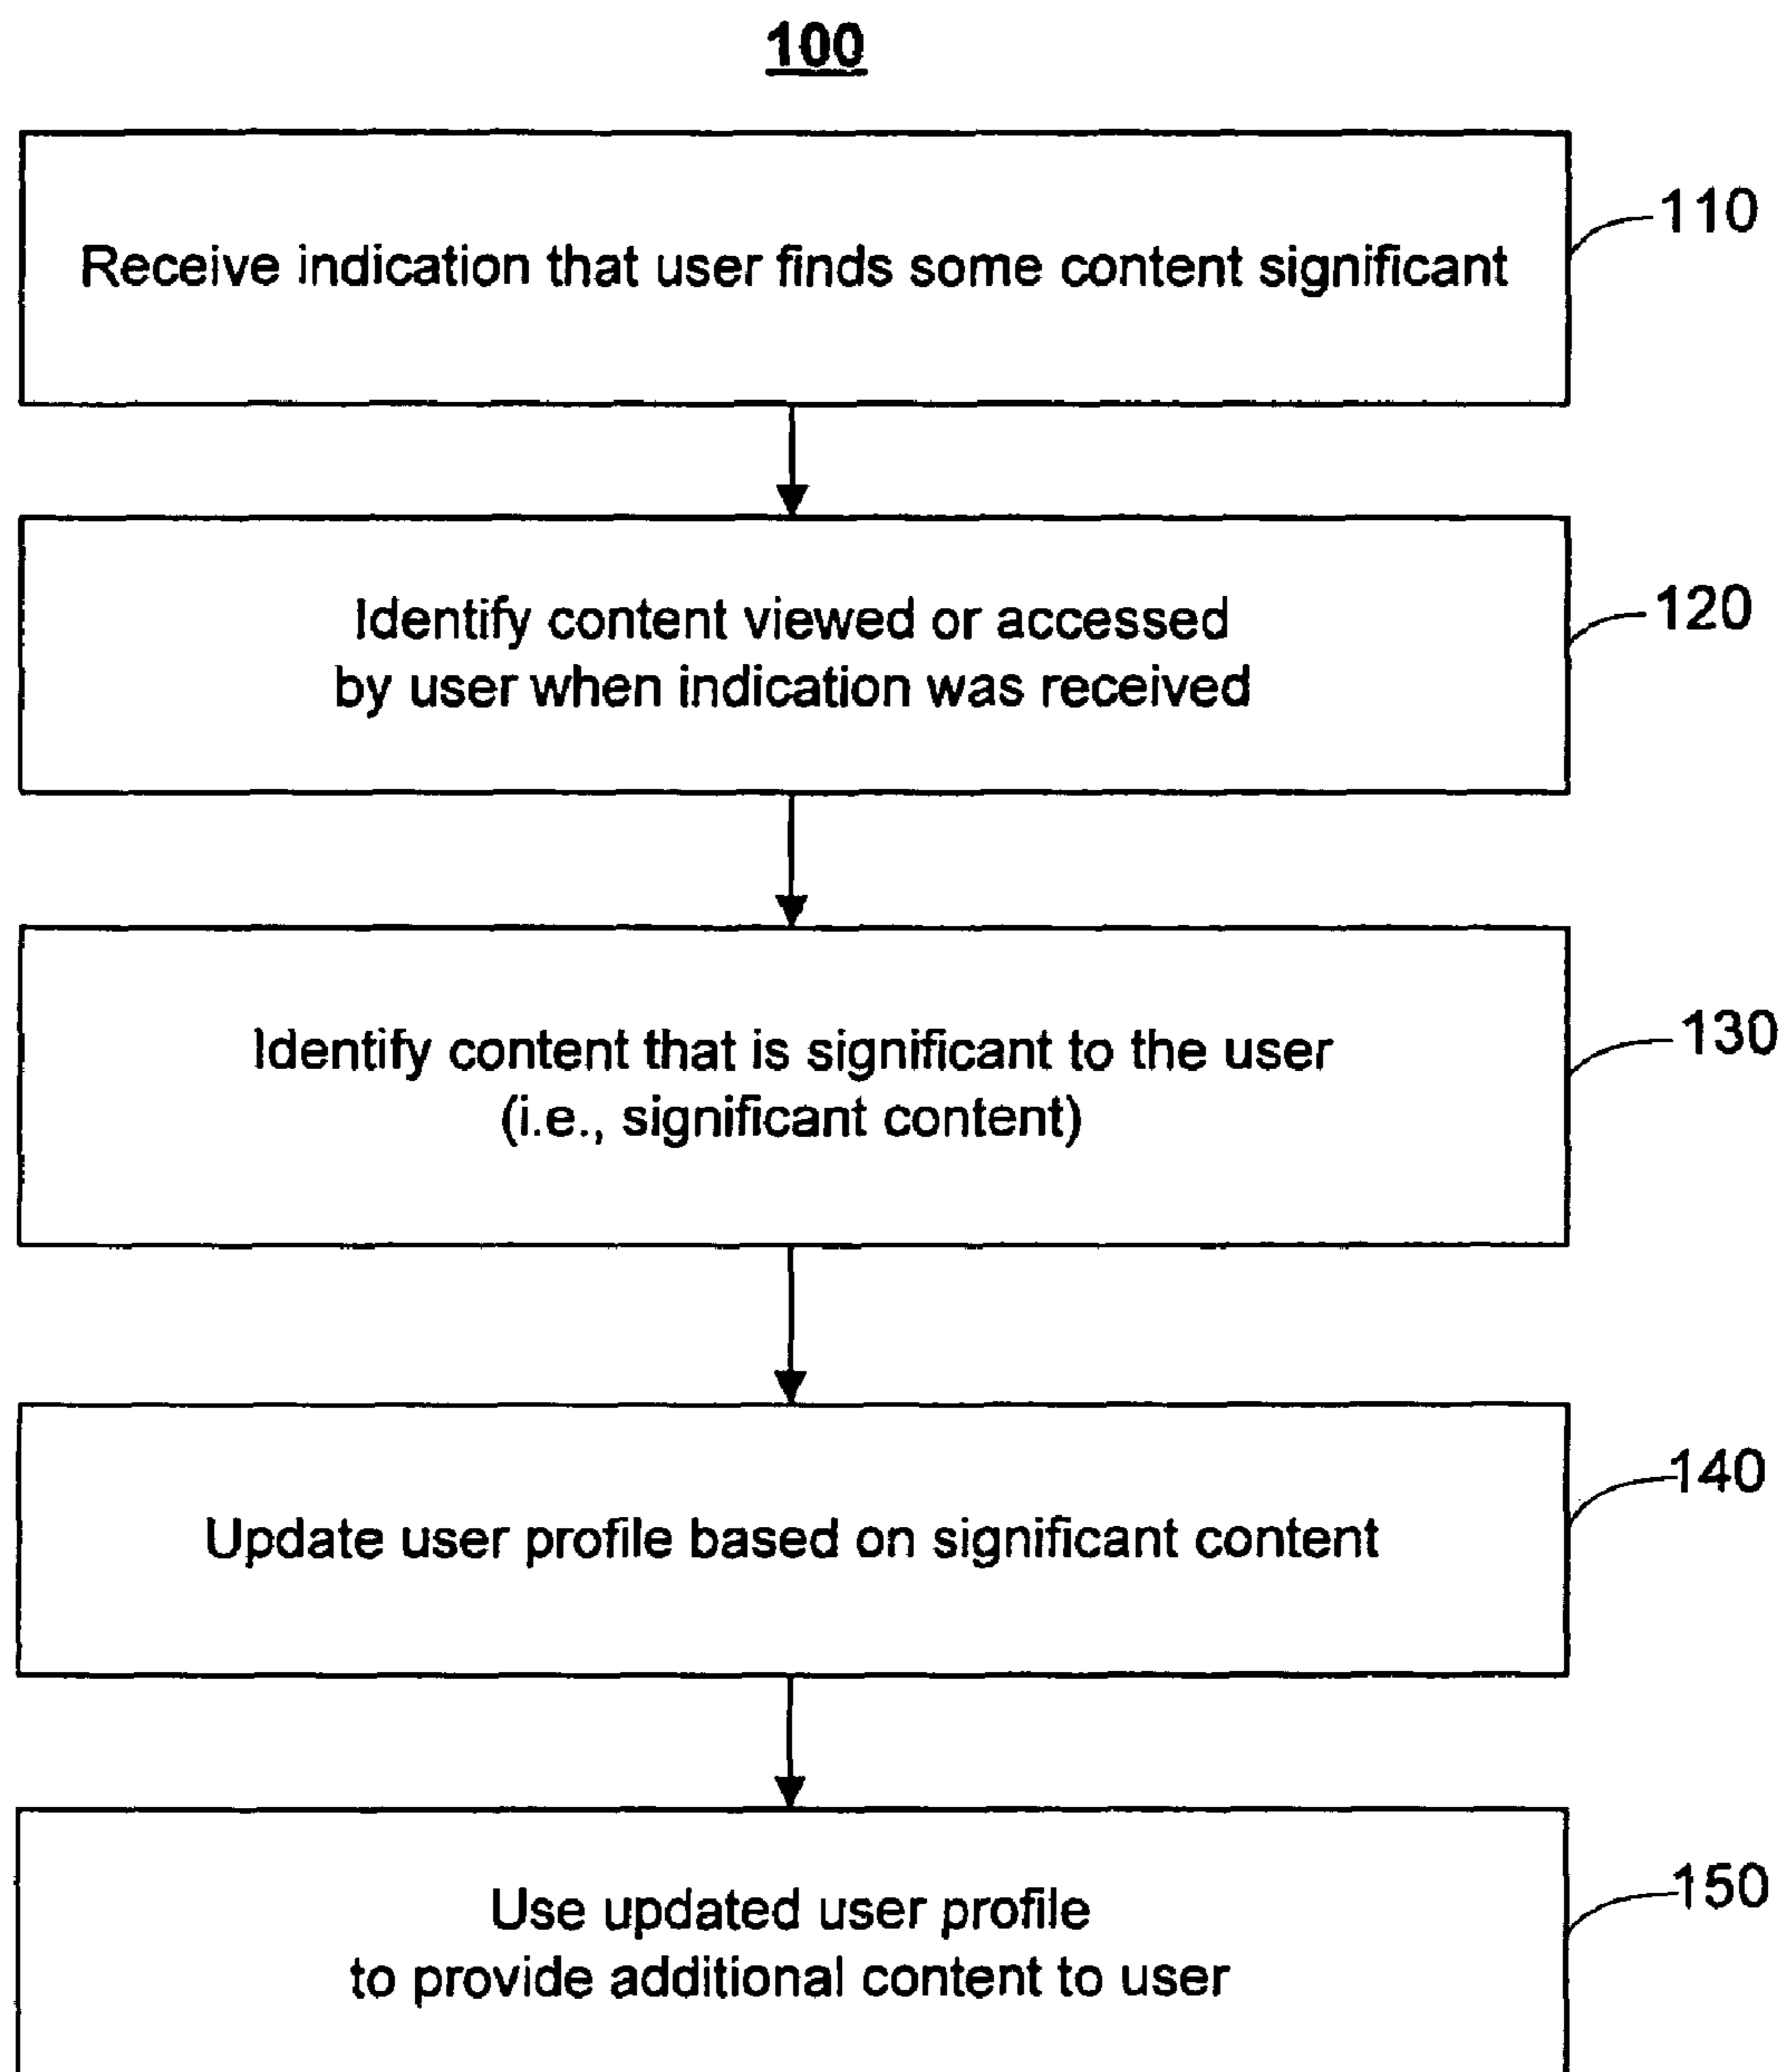 100
Receive indication that user finds some content significant
110
Identify content viewed or accessed
by user when indication was received
120
Identify content that is significant to the user
(i.e., significant content)
130
Update user profile based on significant content
140
Use updated user profile
to provide additional content to user
150